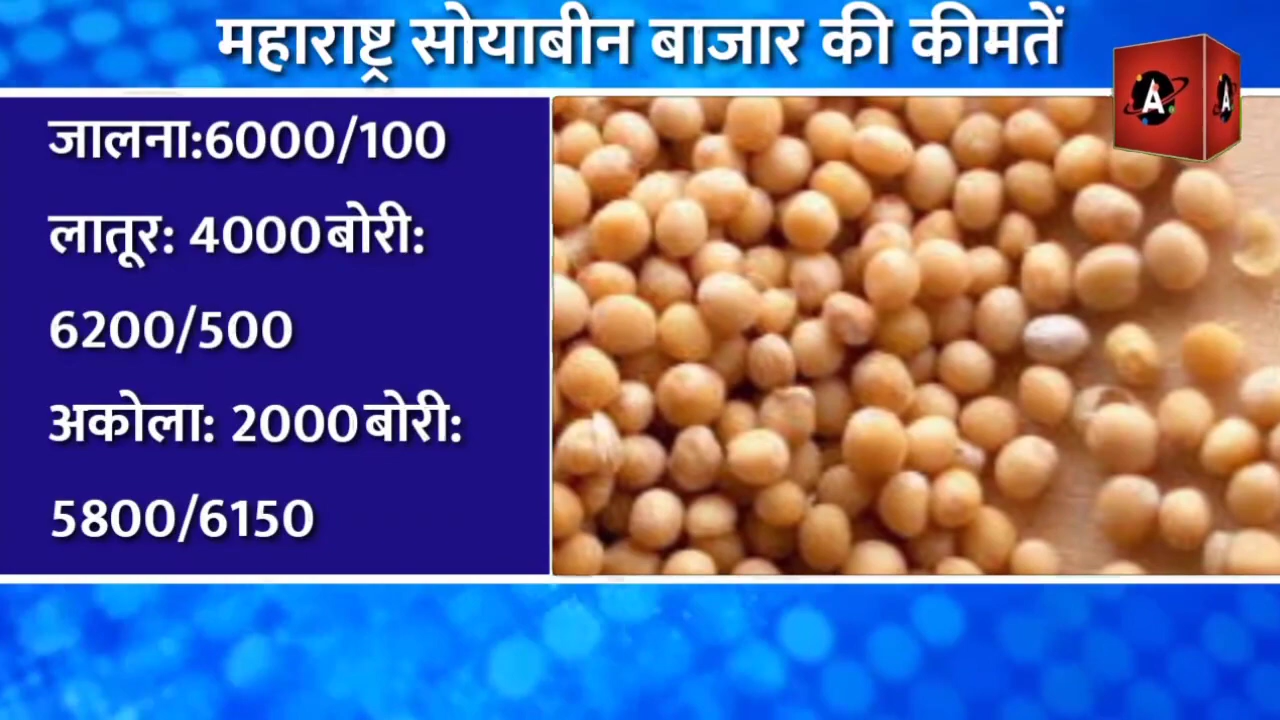 महाराष्ट्र सोयाबीन बाजार की कीमतें
जालना:6000/100
लातूर: 4000बोरी:
6200/500
अकोला: 2000बोरी:
5800/6150
A
A